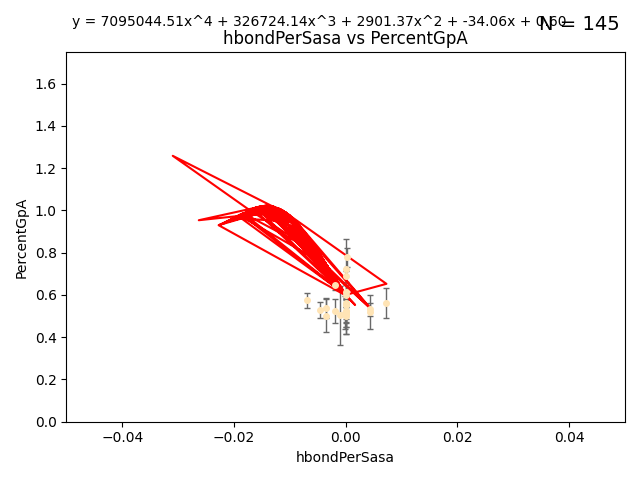 y = 7095044.51x^4 + 326724.14x^3 + 2901.37x^2 + -34.06x + 0.60
N = 145
hbondPerSasa vs PercentGpA
1.6
1.4
1.2
1.0
0.8
0.6
0.4
0.2
0.0
PercentGpA
−0.04 −0.02 0.00 0.02 0.04
hbondPerSasa